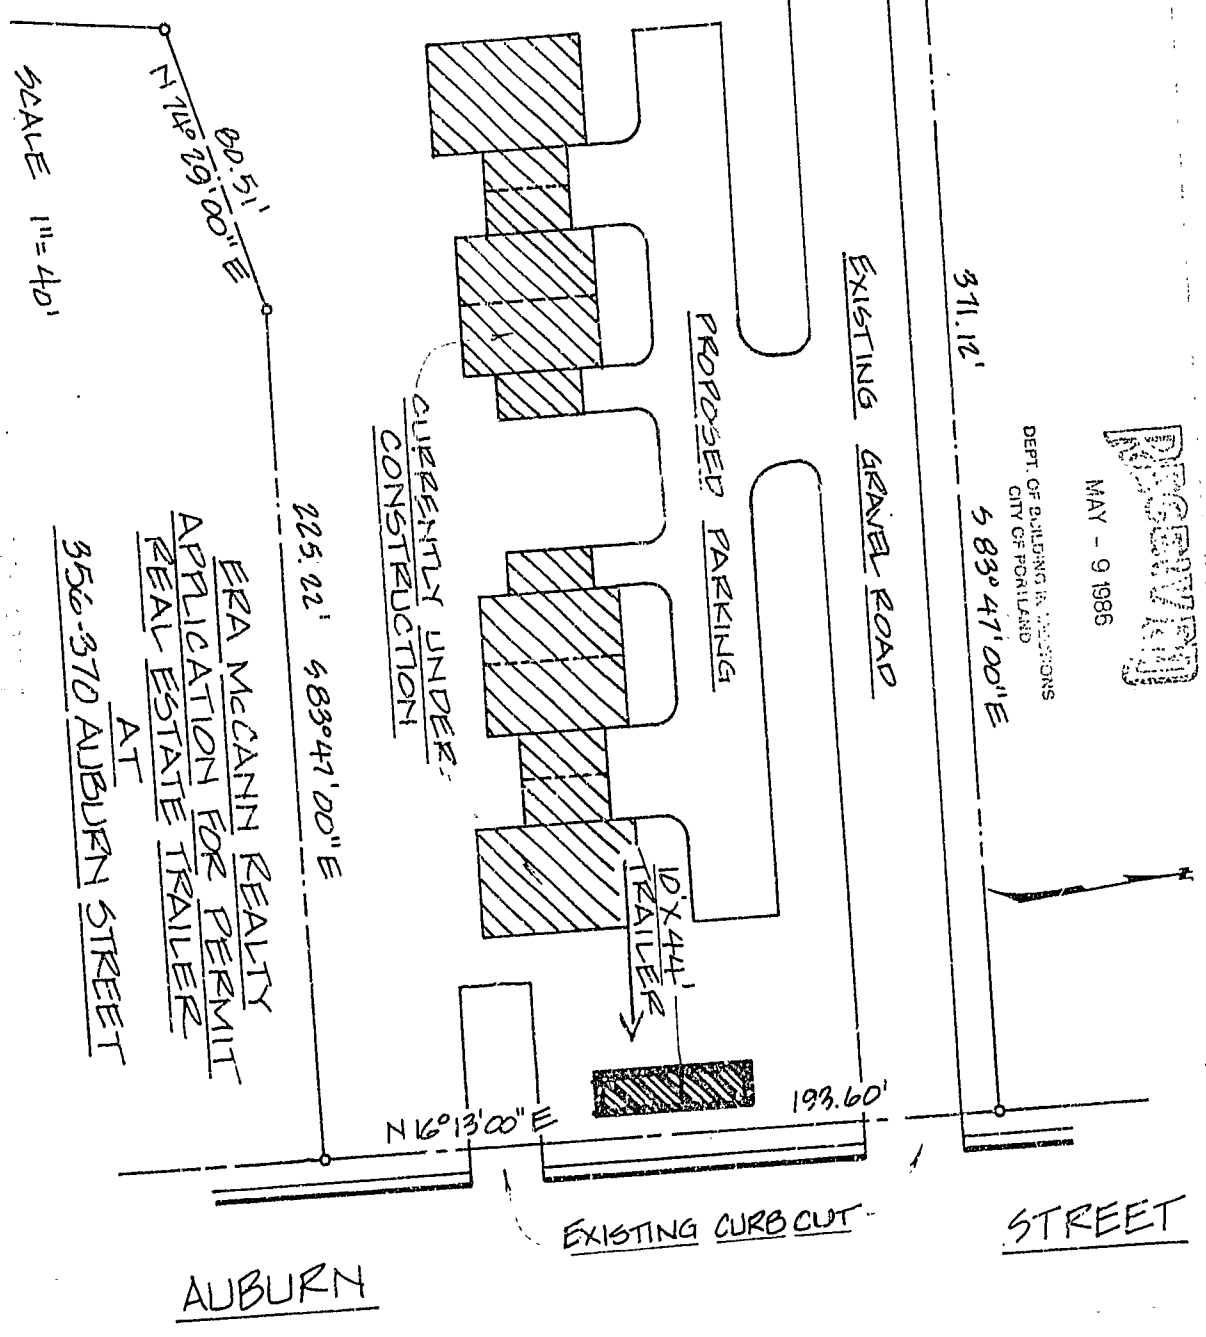 SCALE 1"=40'
80.51'
N 74° 29' 00" E
225.22' S 83° 47' 00" E
ERA McCANN REALTY
APPLICATION FOR PERMIT
REAL ESTATE TRAILER
AT
356-370 AUBURN STREET
CURRENTLY UNDER
CONSTRUCTION
PROPOSED PARKING
EXISTING GRAVEL ROAD
371.12' S 83° 47' 00" E
RECEIVED
MAY - 9 1986
DEPT. OF BUILDING INSPECTIONS
CITY OF PORTLAND
N
10' X 44'
TRAILER
N 16° 13' 00" E 193.60'
EXISTING CURB CUT
AUBURN STREET